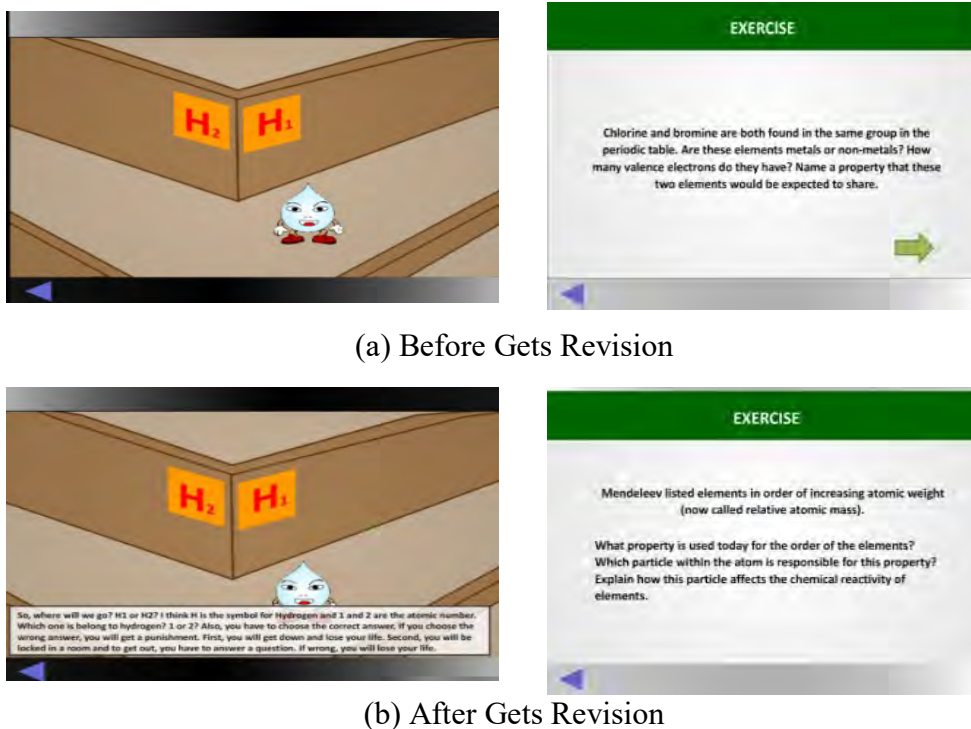 H2
H1
EXERCISE
Chlorine and bromine are both found in the same group in the
periodic table. Are these elements metals or non-metals? How
many valence electrons do they have? Name a property that these
two elements would be expected to share.
(a) Before Gets Revision
H2
H1
So, where will we go? H1 or H2? I think H is the symbol for Hydrogen and 1 and 2 are the atomic number.
Which one is belong to hydrogen? 1 or 2? Also, you have to choose the correct answer, If you choose the
wrong answer, you will get a punishment. First, you will get down and lose your life. Second, you will be
locked in a room and to get out, you have to answer a question. If wrong, you will lose your life.
EXERCISE
Mendeleev listed elements in order of increasing atomic weight
(now called relative atomic mass).
What property is used today for the order of the elements?
Which particle within the atom is responsible for this property?
Explain how this particle affects the chemical reactivity of
elements.
(b) After Gets Revision